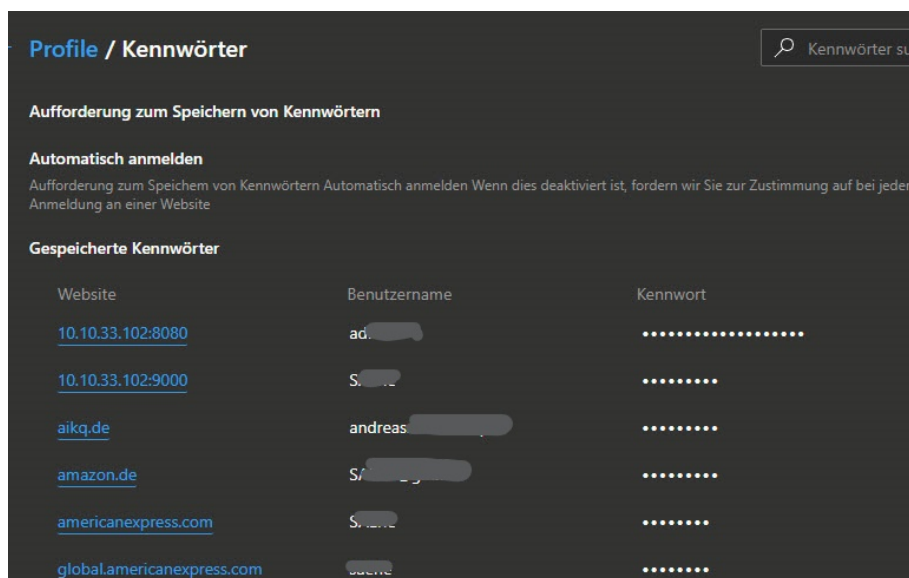 Profile / Kennwörter
Kennwörter su
Aufforderung zum Speichern von Kennwörtern
Automatisch anmelden
Aufforderung zum Speichem von Kennwörtern Automatisch anmelden Wenn dies deaktiviert ist, fordern wir Sie zur Zustimmung auf bei jeder
Anmeldung an einer Website
Gespeicherte Kennwörter
Website Benutzername Kennwort
10.10.33.102:8080 ad •••••••••••••••••••
10.10.33.102:9000 S •••••••••
aikq.de andreas •••••••••
amazon.de •••••••••
americanexpress.com ••••••••
global.americanexpress.com ••••••••